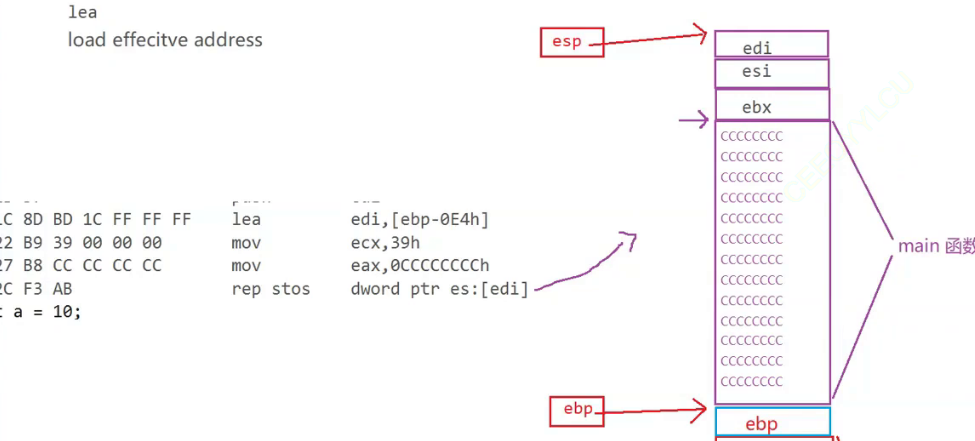 lea
load effecitve address
esp
edi
esi
ebx
CCCCCCCC
CCCCCCCC
CCCCCCCC
CCCCCCCC
CCCCCCCC
CCCCCCCC
CCCCCCCC
CCCCCCCC
CCCCCCCC
CCCCCCCC
CCCCCCCC
CCCCCCCC
CCCCCCCC
main 函数
1C 8D BD 1C FF FF FF lea edi,[ebp-0E4h]
22 B9 39 00 00 00 mov ecx,39h
27 B8 CC CC CC CC mov eax,0CCCCCCCCh
2C F3 AB rep stos dword ptr es:[edi]
a = 10;
ebp
ebp